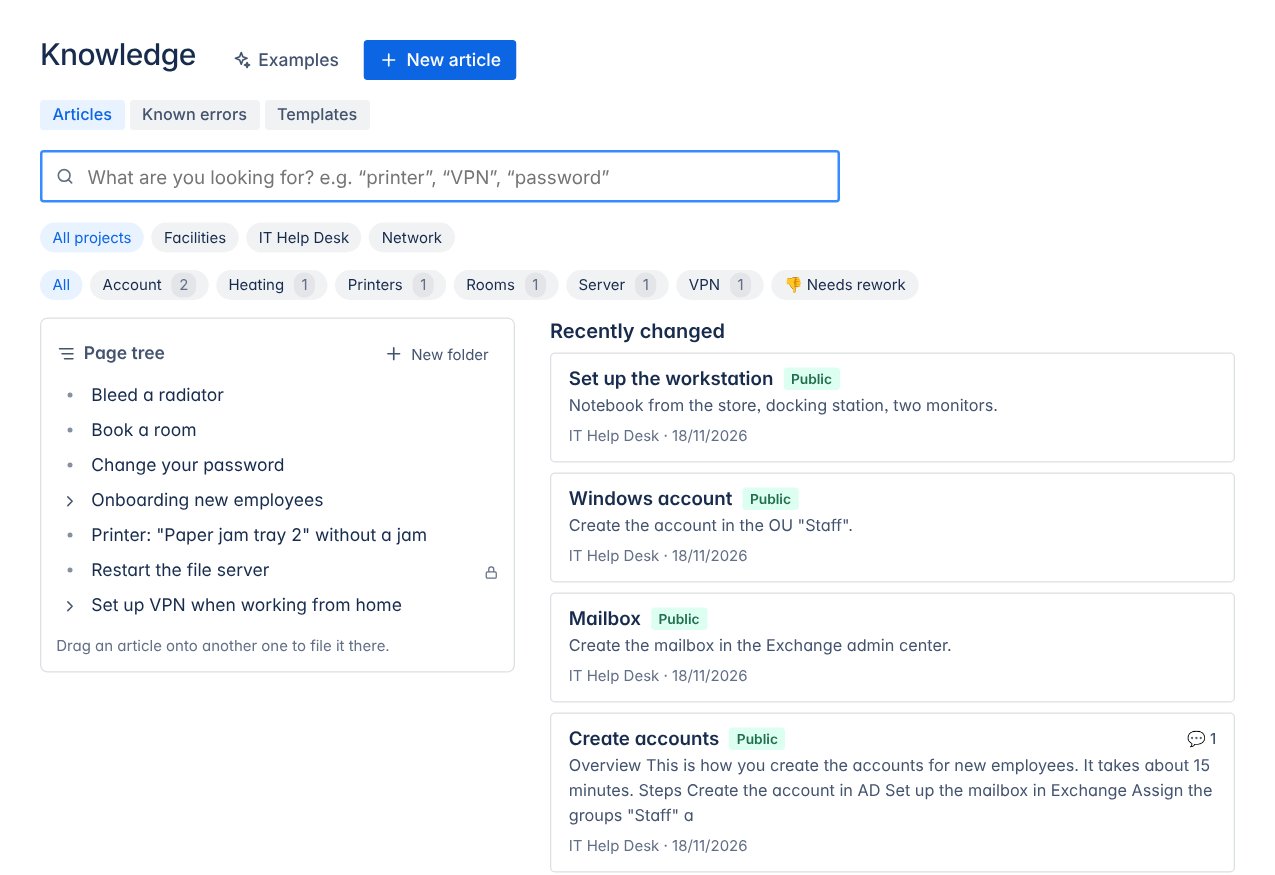 Knowledge
Examples
+ New article
Articles
Known errors
Templates
What are you looking for? e.g. “printer”, “VPN”, “password”
All projects
Facilities
IT Help Desk
Network
All
Account 2
Heating 1
Printers 1
Rooms 1
Server 1
VPN 1
👎 Needs rework
Page tree
+ New folder
Bleed a radiator
Book a room
Change your password
Onboarding new employees
Printer: "Paper jam tray 2" without a jam
Restart the file server
Set up VPN when working from home
Drag an article onto another one to file it there.
Recently changed
Set up the workstation Public
Notebook from the store, docking station, two monitors.
IT Help Desk · 18/11/2026
Windows account Public
Create the account in the OU "Staff".
IT Help Desk · 18/11/2026
Mailbox Public
Create the mailbox in the Exchange admin center.
IT Help Desk · 18/11/2026
Create accounts Public 💬 1
Overview This is how you create the accounts for new employees. It takes about 15
minutes. Steps Create the account in AD Set up the mailbox in Exchange Assign the
groups "Staff" a
IT Help Desk · 18/11/2026